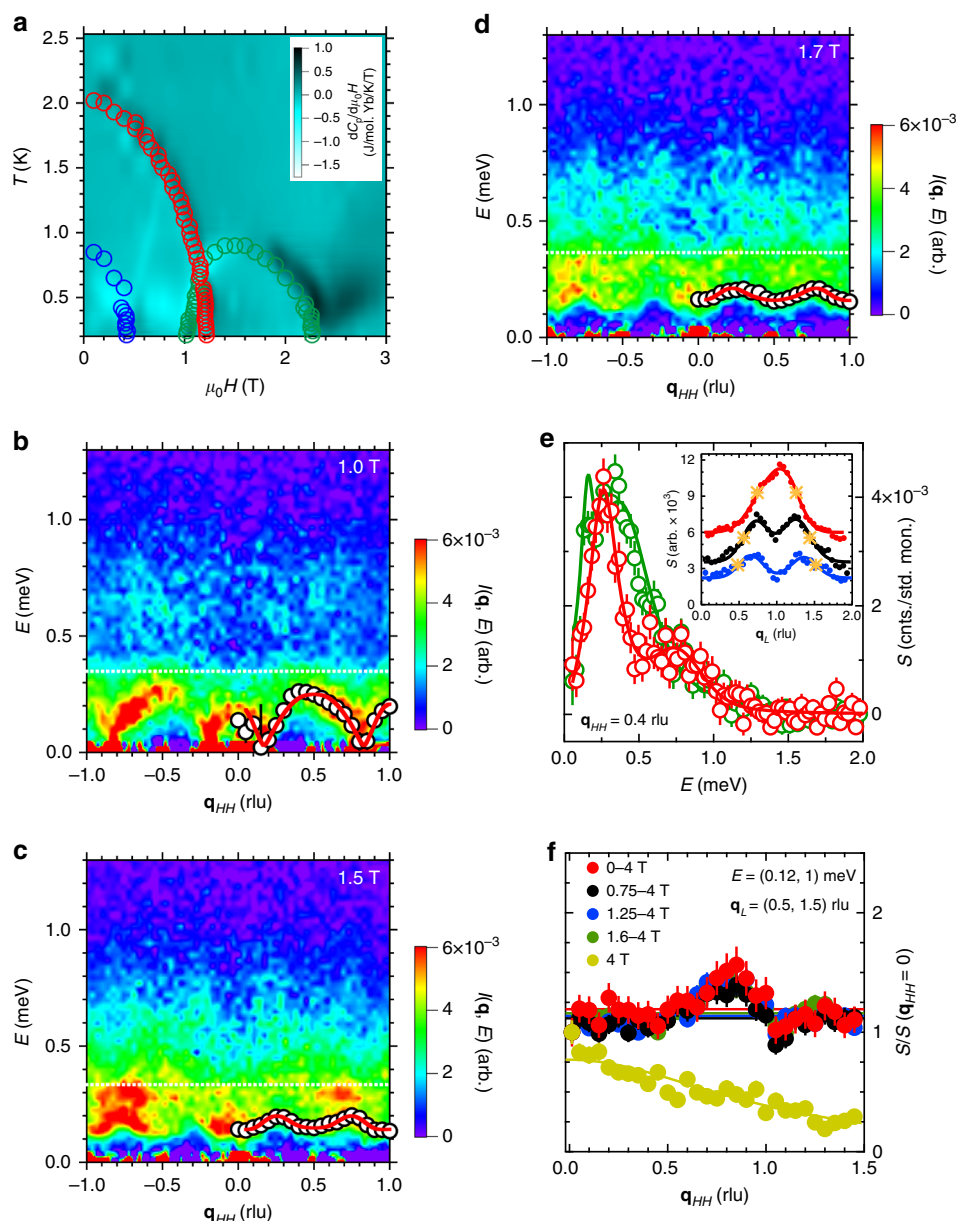 a
2.5
2.0
1.5
1.0
0.5
T (K)
0
1
2
3
μ₀H (T)
1.0
0.5
0.0
−0.5
−1.0
−1.5
dCₚ/dμ₀H
(J/mol. Yb/K/T)
b
1.0 T
E (meV)
1.0
0.5
0.0
−1.0
−0.5
0.0
0.5
1.0
q_HH (rlu)
6×10⁻³
4
2
0
I(q, E) (arb.)
c
1.5 T
E (meV)
1.0
0.5
0.0
−1.0
−0.5
0.0
0.5
1.0
q_HH (rlu)
6×10⁻³
4
2
0
I(q, E) (arb.)
d
1.7 T
E (meV)
1.0
0.5
0.0
−1.0
−0.5
0.0
0.5
1.0
q_HH (rlu)
6×10⁻³
4
2
0
I(q, E) (arb.)
e
12
9
6
3
0
S (arb. × 10³)
0.0
0.5
1.0
1.5
2.0
q_L (rlu)
4×10⁻³
2
0
S (cnts./std. mon.)
q_HH = 0.4 rlu
0.0
0.5
1.0
1.5
2.0
E (meV)
f
0–4 T
0.75–4 T
1.25–4 T
1.6–4 T
4 T
E = (0.12, 1) meV
q_L = (0.5, 1.5) rlu
2
1
0
S/S (q_HH = 0)
0.0
0.5
1.0
1.5
q_HH (rlu)